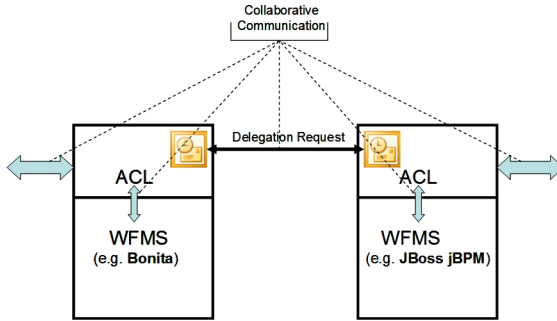 Collaborative
Communication
Delegation Request
ACL
ACL
WFMS
(e.g. Bonita)
WFMS
(e.g. JBoss jBPM)